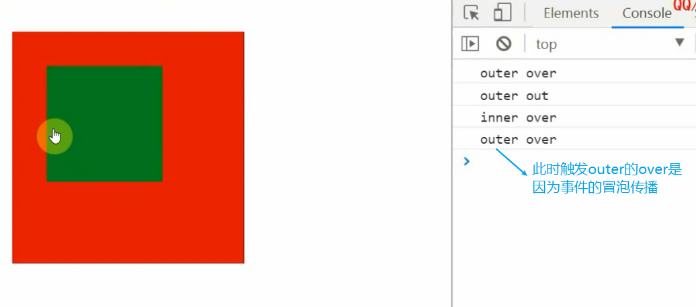 QQ/
Elements Console
top
outer over
outer out
inner over
outer over
此时触发outer的over是
因为事件的冒泡传播